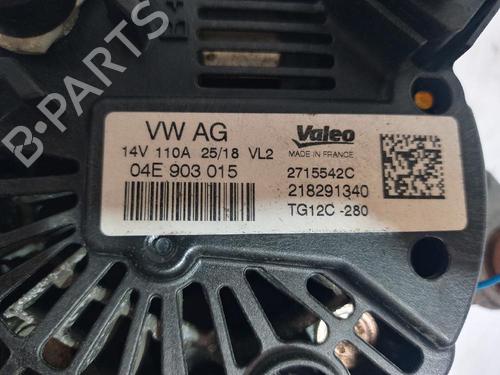 B+
VW AG
14V 110A 25/18 VL2
04E 903 015
Valeo
MADE IN FRANCE
2715542C
218291340
TG12C -280
B-PARTS